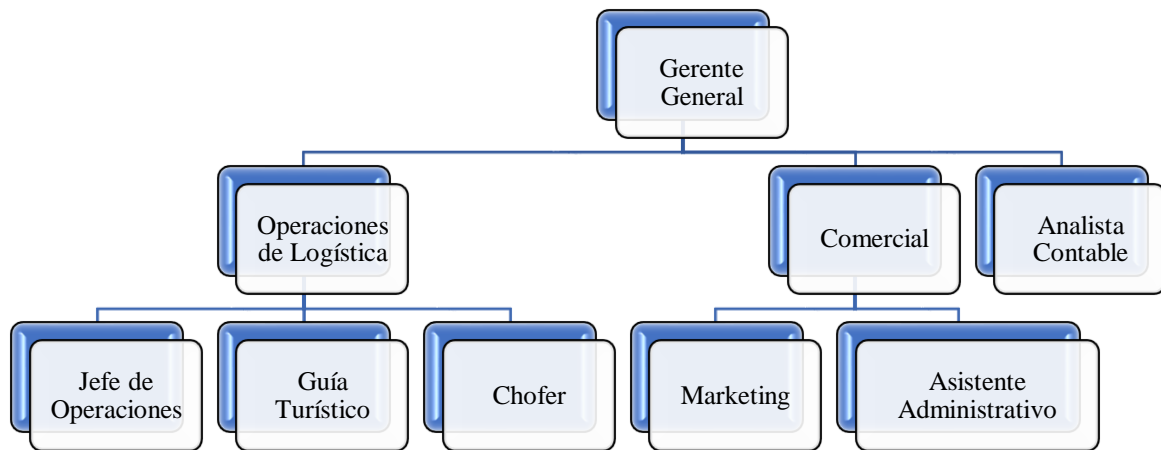 Gerente
General
Operaciones
de Logística
Comercial
Analista
Contable
Jefe de
Operaciones
Guía
Turístico
Chofer
Marketing
Asistente
Administrativo